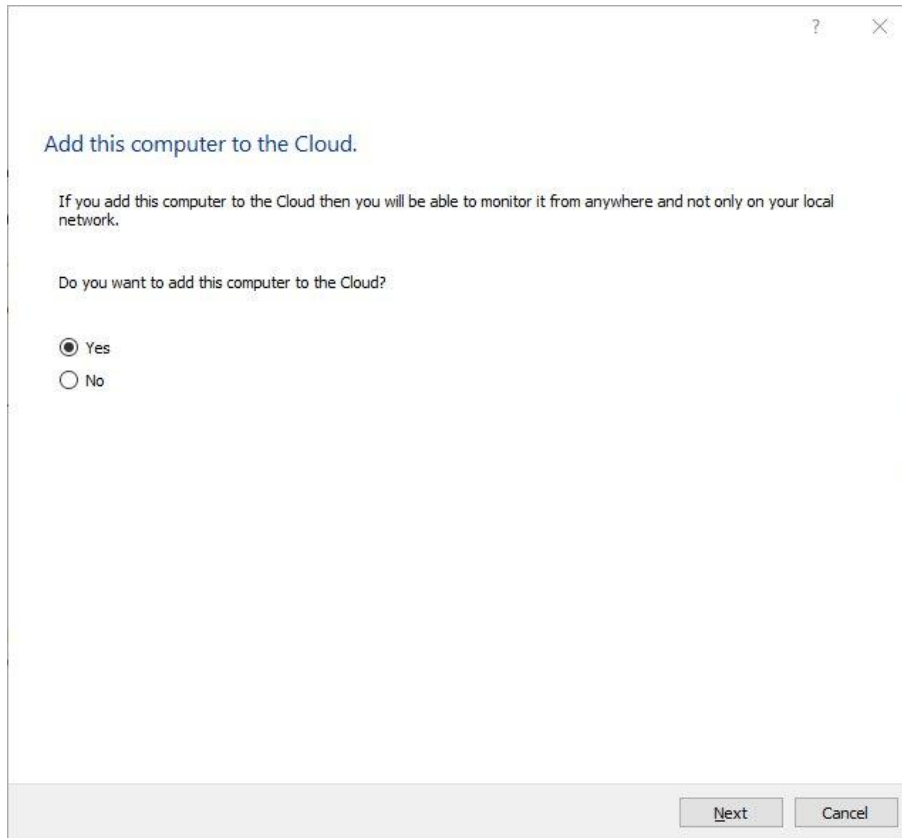 ?
Add this computer to the Cloud.
If you add this computer to the Cloud then you will be able to monitor it from anywhere and not only on your local
network.
Do you want to add this computer to the Cloud?
Yes
No
Next
Cancel